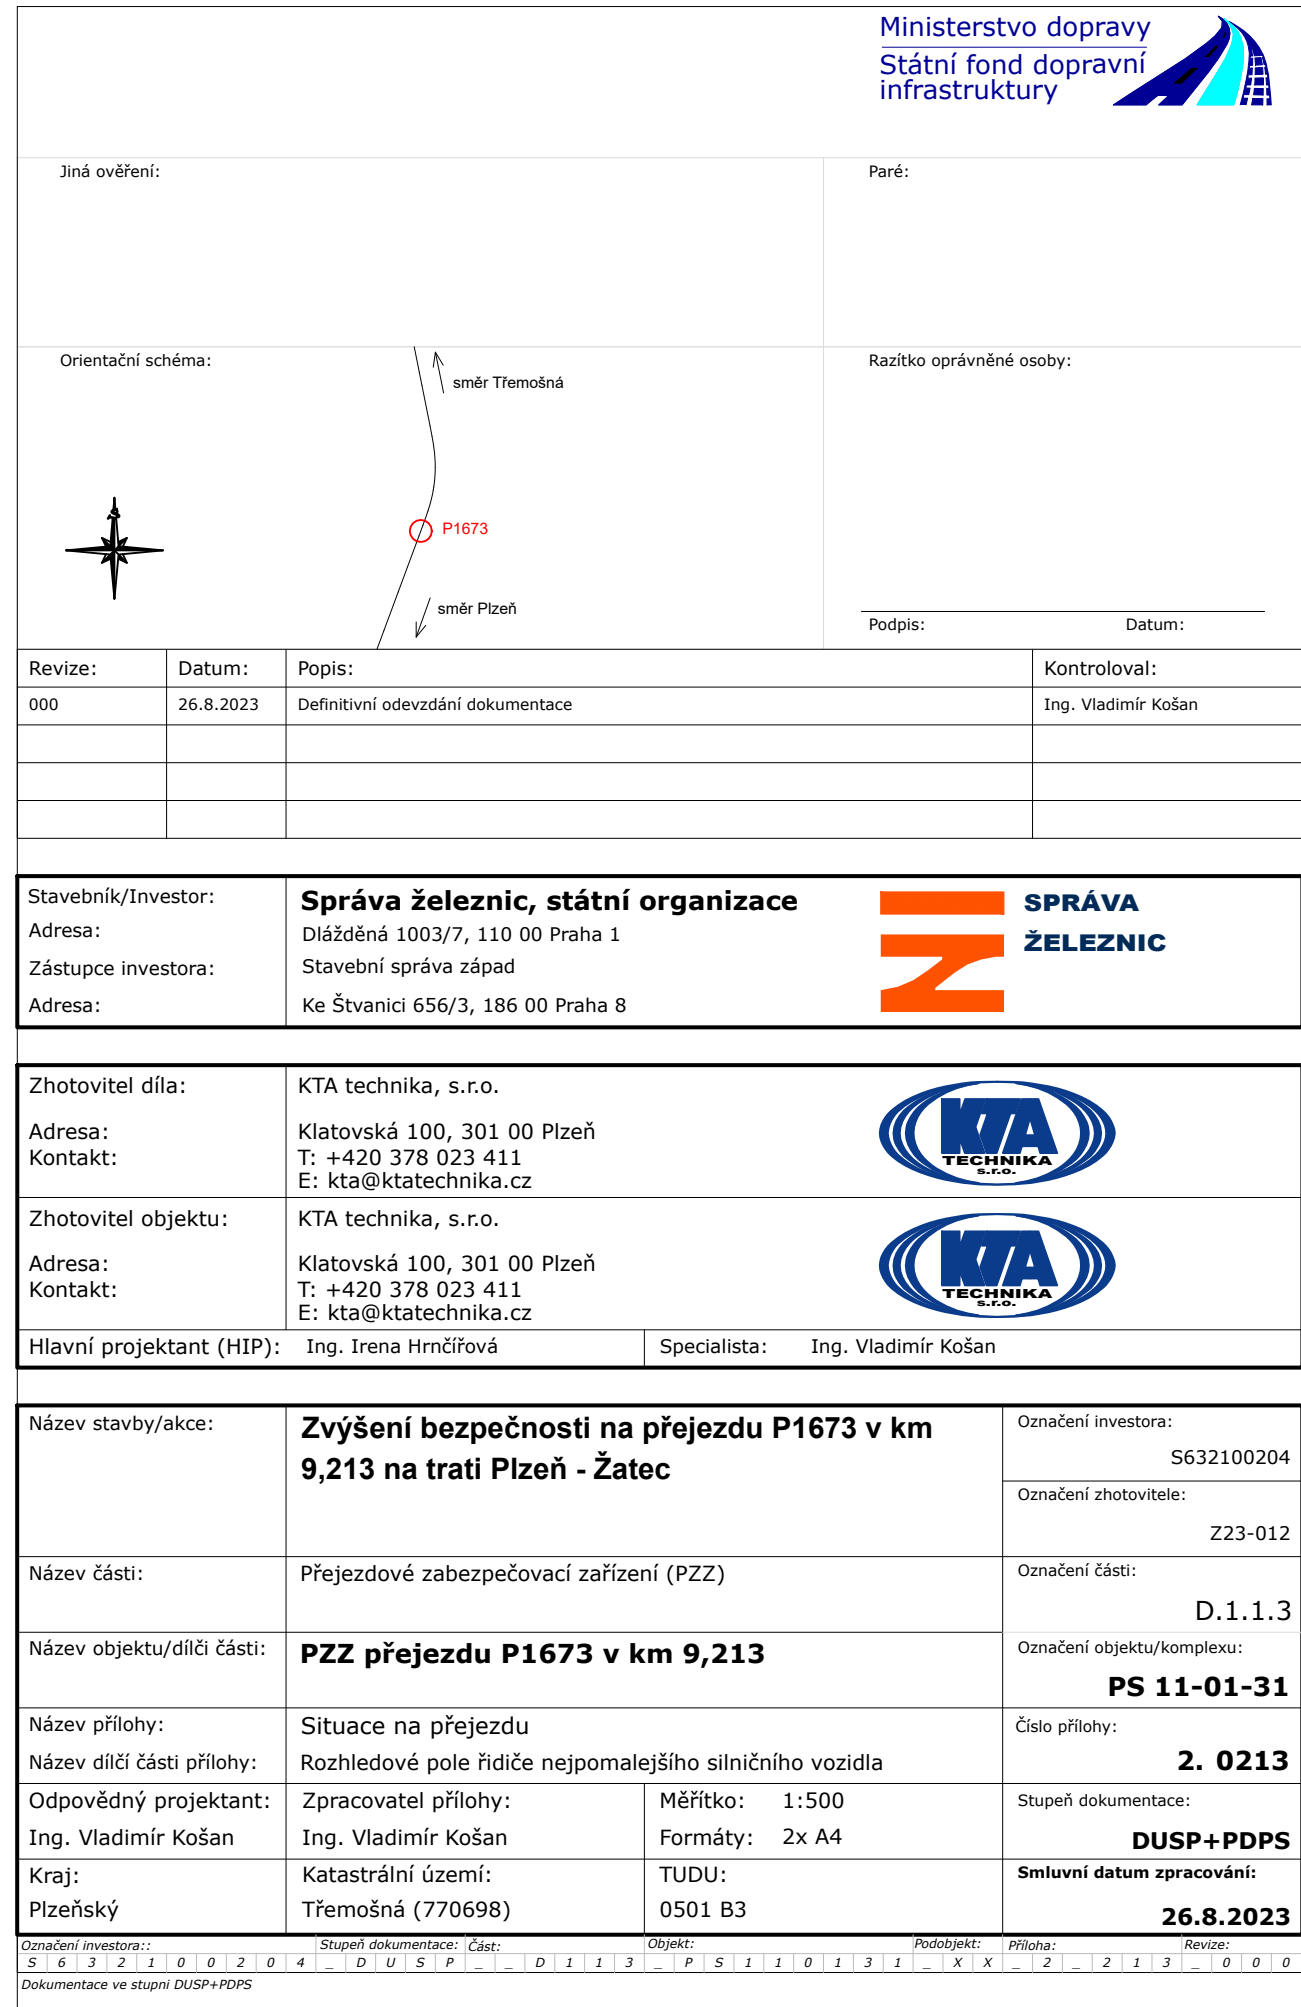 Ministerstvo dopravy
Státní fond dopravní
infrastruktury
Jiná ověření:
Paré:
Orientační schéma:
směr Třemošná
Razítko oprávněné osoby:
S
P1673
směr Plzeň
Podpis: Datum:
Revize: Datum: Popis: Kontroloval:
000 26.8.2023 Definitivní odevzdání dokumentace Ing. Vladimír Košan
Stavebník/Investor: Správa železnic, státní organizace
Adresa: Dlážděná 1003/7, 110 00 Praha 1
Zástupce investora: Stavební správa západ
Adresa: Ke Štvanici 656/3, 186 00 Praha 8
SPRÁVA
ŽELEZNIC
Zhotovitel díla: KTA technika, s.r.o.
Adresa: Klatovská 100, 301 00 Plzeň
Kontakt: T: +420 378 023 411
E: kta@ktatechnika.cz
KTA
TECHNIKA
s.r.o.
Zhotovitel objektu: KTA technika, s.r.o.
Adresa: Klatovská 100, 301 00 Plzeň
Kontakt: T: +420 378 023 411
E: kta@ktatechnika.cz
KTA
TECHNIKA
s.r.o.
Hlavní projektant (HIP): Ing. Irena Hrnčířová Specialista: Ing. Vladimír Košan
Název stavby/akce: Zvýšení bezpečnosti na přejezdu P1673 v km
9,213 na trati Plzeň - Žatec
Označení investora:
S632100204
Označení zhotovitele:
Z23-012
Název části: Přejezdové zabezpečovací zařízení (PZZ)
Označení části:
D.1.1.3
Název objektu/dílči části: PZZ přejezdu P1673 v km 9,213
Označení objektu/komplexu:
PS 11-01-31
Název přílohy: Situace na přejezdu
Název dílčí části přílohy: Rozhledové pole řidiče nejpomalejšího silničního vozidla
Číslo přílohy:
2. 0213
Odpovědný projektant: Zpracovatel přílohy: Měřítko: 1:500
Ing. Vladimír Košan Ing. Vladimír Košan Formáty: 2x A4
Stupeň dokumentace:
DUSP+PDPS
Kraj: Katastrální území: TUDU:
Plzeňský Třemošná (770698) 0501 B3
Smluvní datum zpracování:
26.8.2023
Označení investora:: Stupeň dokumentace: Část: Objekt: Podobjekt: Příloha: Revize:
S 6 3 2 1 0 0 2 0 4 _ D U S P _ _ D 1 1 3 _ P S 1 1 0 1 3 1 _ X X _ 2 _ 2 1 3 _ 0 0 0
Dokumentace ve stupni DUSP+PDPS